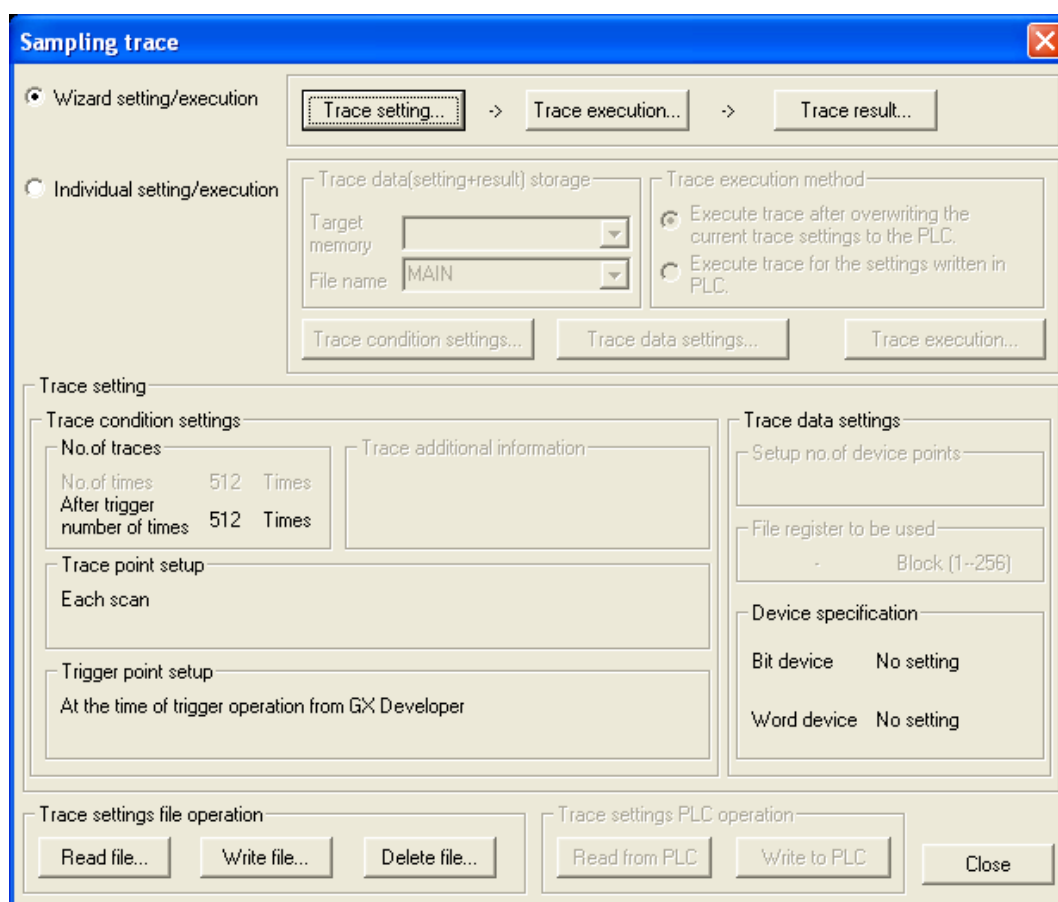 Sampling trace
Wizard setting/execution
Trace setting... -> Trace execution... -> Trace result...
Individual setting/execution
Trace data(setting+result) storage
Target
memory
File name MAIN
Trace execution method
Execute trace after overwriting the
current trace settings to the PLC.
Execute trace for the settings written in
PLC.
Trace condition settings... Trace data settings... Trace execution...
Trace setting
Trace condition settings
No.of traces
No.of times 512 Times
After trigger
number of times 512 Times
Trace additional information
Trace point setup
Each scan
Trigger point setup
At the time of trigger operation from GX Developer
Trace data settings
Setup no.of device points
File register to be used
- Block (1--256)
Device specification
Bit device No setting
Word device No setting
Trace settings file operation
Read file... Write file... Delete file...
Trace settings PLC operation
Read from PLC Write to PLC
Close